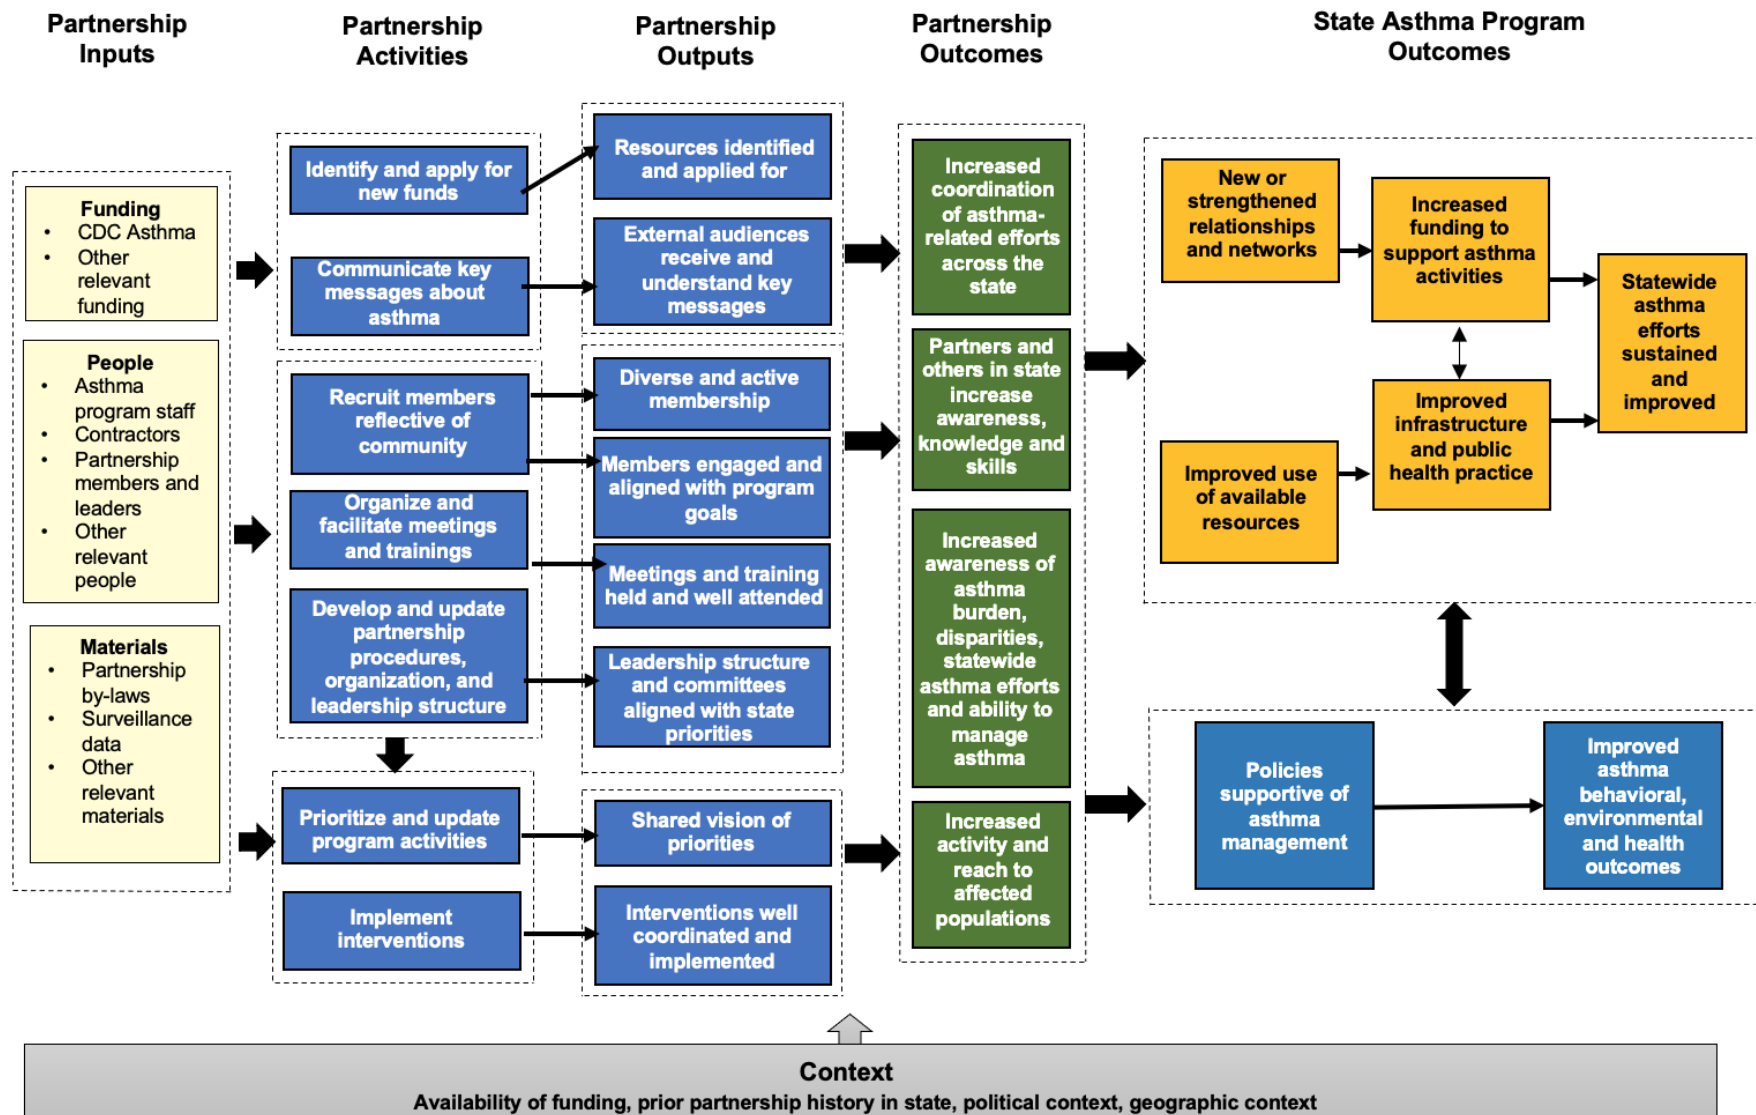 Partnership
Inputs
Partnership
Activities
Partnership
Outputs
Partnership
Outcomes
State Asthma Program
Outcomes
Funding
• CDC Asthma
• Other
relevant
funding
People
• Asthma
program staff
• Contractors
• Partnership
members and
leaders
• Other
relevant
people
Materials
• Partnership
by-laws
• Surveillance
data
• Other
relevant
materials
Identify and apply for
new funds
Communicate key
messages about
asthma
Recruit members
reflective of
community
Organize and
facilitate meetings
and trainings
Develop and update
partnership
procedures,
organization, and
leadership structure
Prioritize and update
program activities
Implement
interventions
Resources identified
and applied for
External audiences
receive and
understand key
messages
Diverse and active
membership
Members engaged and
aligned with program
goals
Meetings and training
held and well attended
Leadership structure
and committees
aligned with state
priorities
Shared vision of
priorities
Interventions well
coordinated and
implemented
Increased
coordination
of asthma-
related efforts
across the
state
Partners and
others in state
increase
awareness,
knowledge and
skills
Increased
awareness of
asthma
burden,
disparities,
statewide
asthma efforts
and ability to
manage
asthma
Increased
activity and
reach to
affected
populations
New or
strengthened
relationships
and networks
Increased
funding to
support asthma
activities
Improved use
of available
resources
Improved
infrastructure
and public
health practice
Statewide
asthma
efforts
sustained
and
improved
Policies
supportive of
asthma
management
Improved
asthma
behavioral,
environmental
and health
outcomes
Context
Availability of funding, prior partnership history in state, political context, geographic context